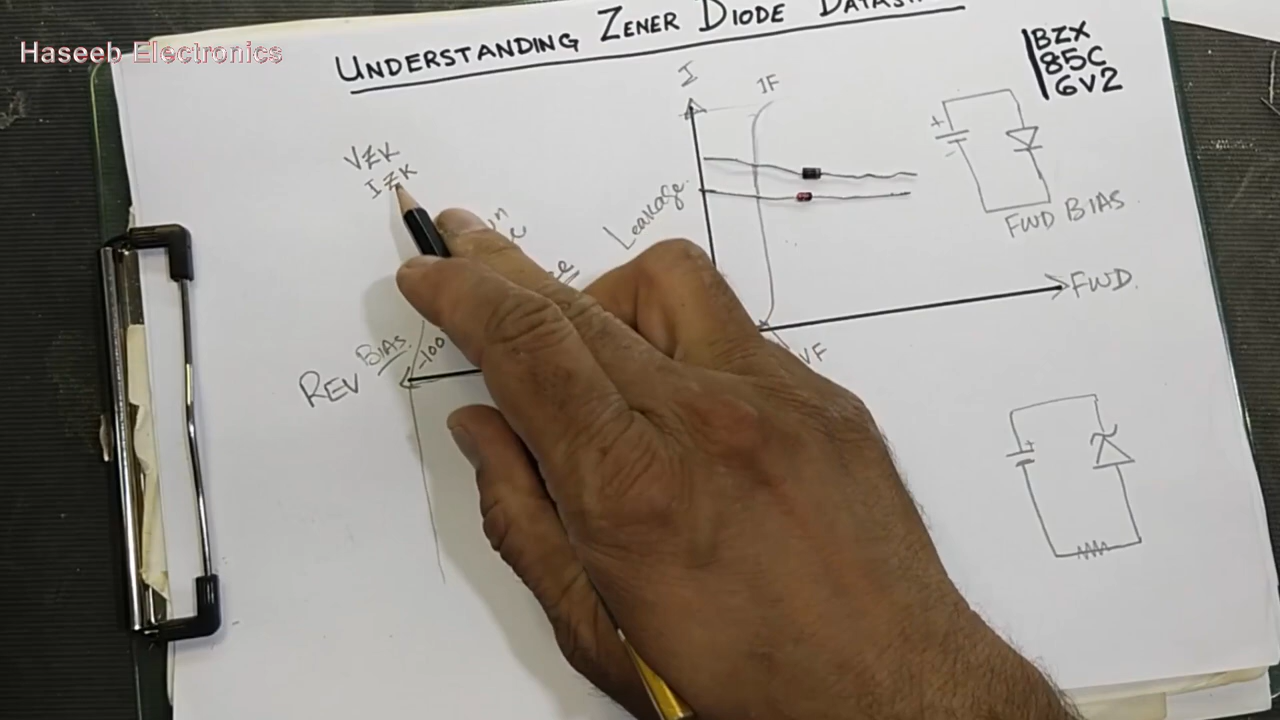 Haseeb Electronics
UNDERSTANDING ZENER DIODE
BZX
85C
6V2
I
IF
+
-
VZK
IZK
Leakage
FWD BIAS
FWD.
REV BIAS.
-100
VF
+